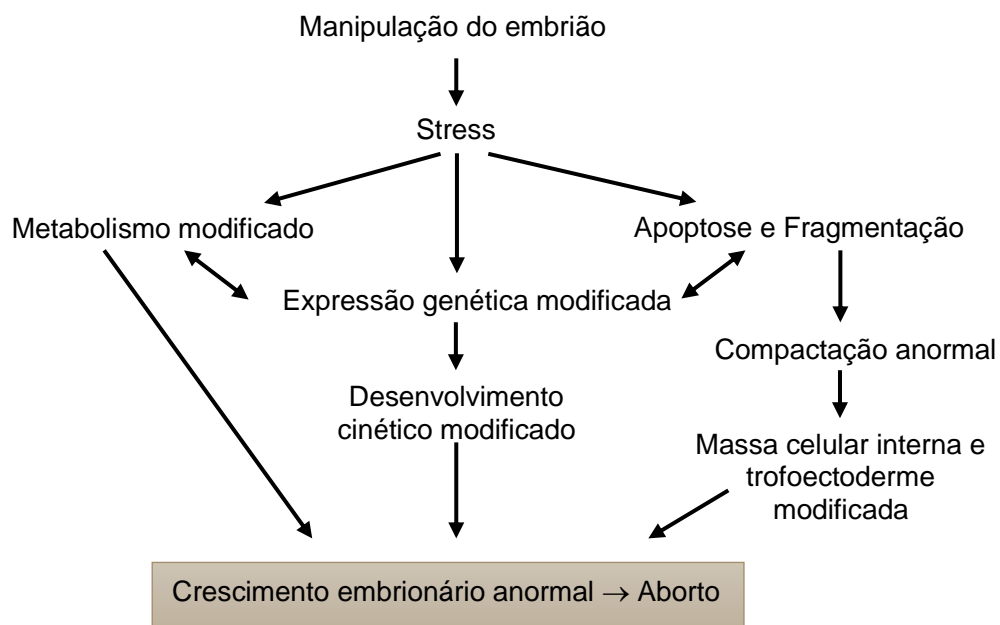 Manipulação do embrião
Stress
Metabolismo modificado
Apoptose e Fragmentação
Expressão genética modificada
Compactação anormal
Desenvolvimento
cinético modificado
Massa celular interna e
trofoectoderme
modificada
Crescimento embrionário anormal → Aborto